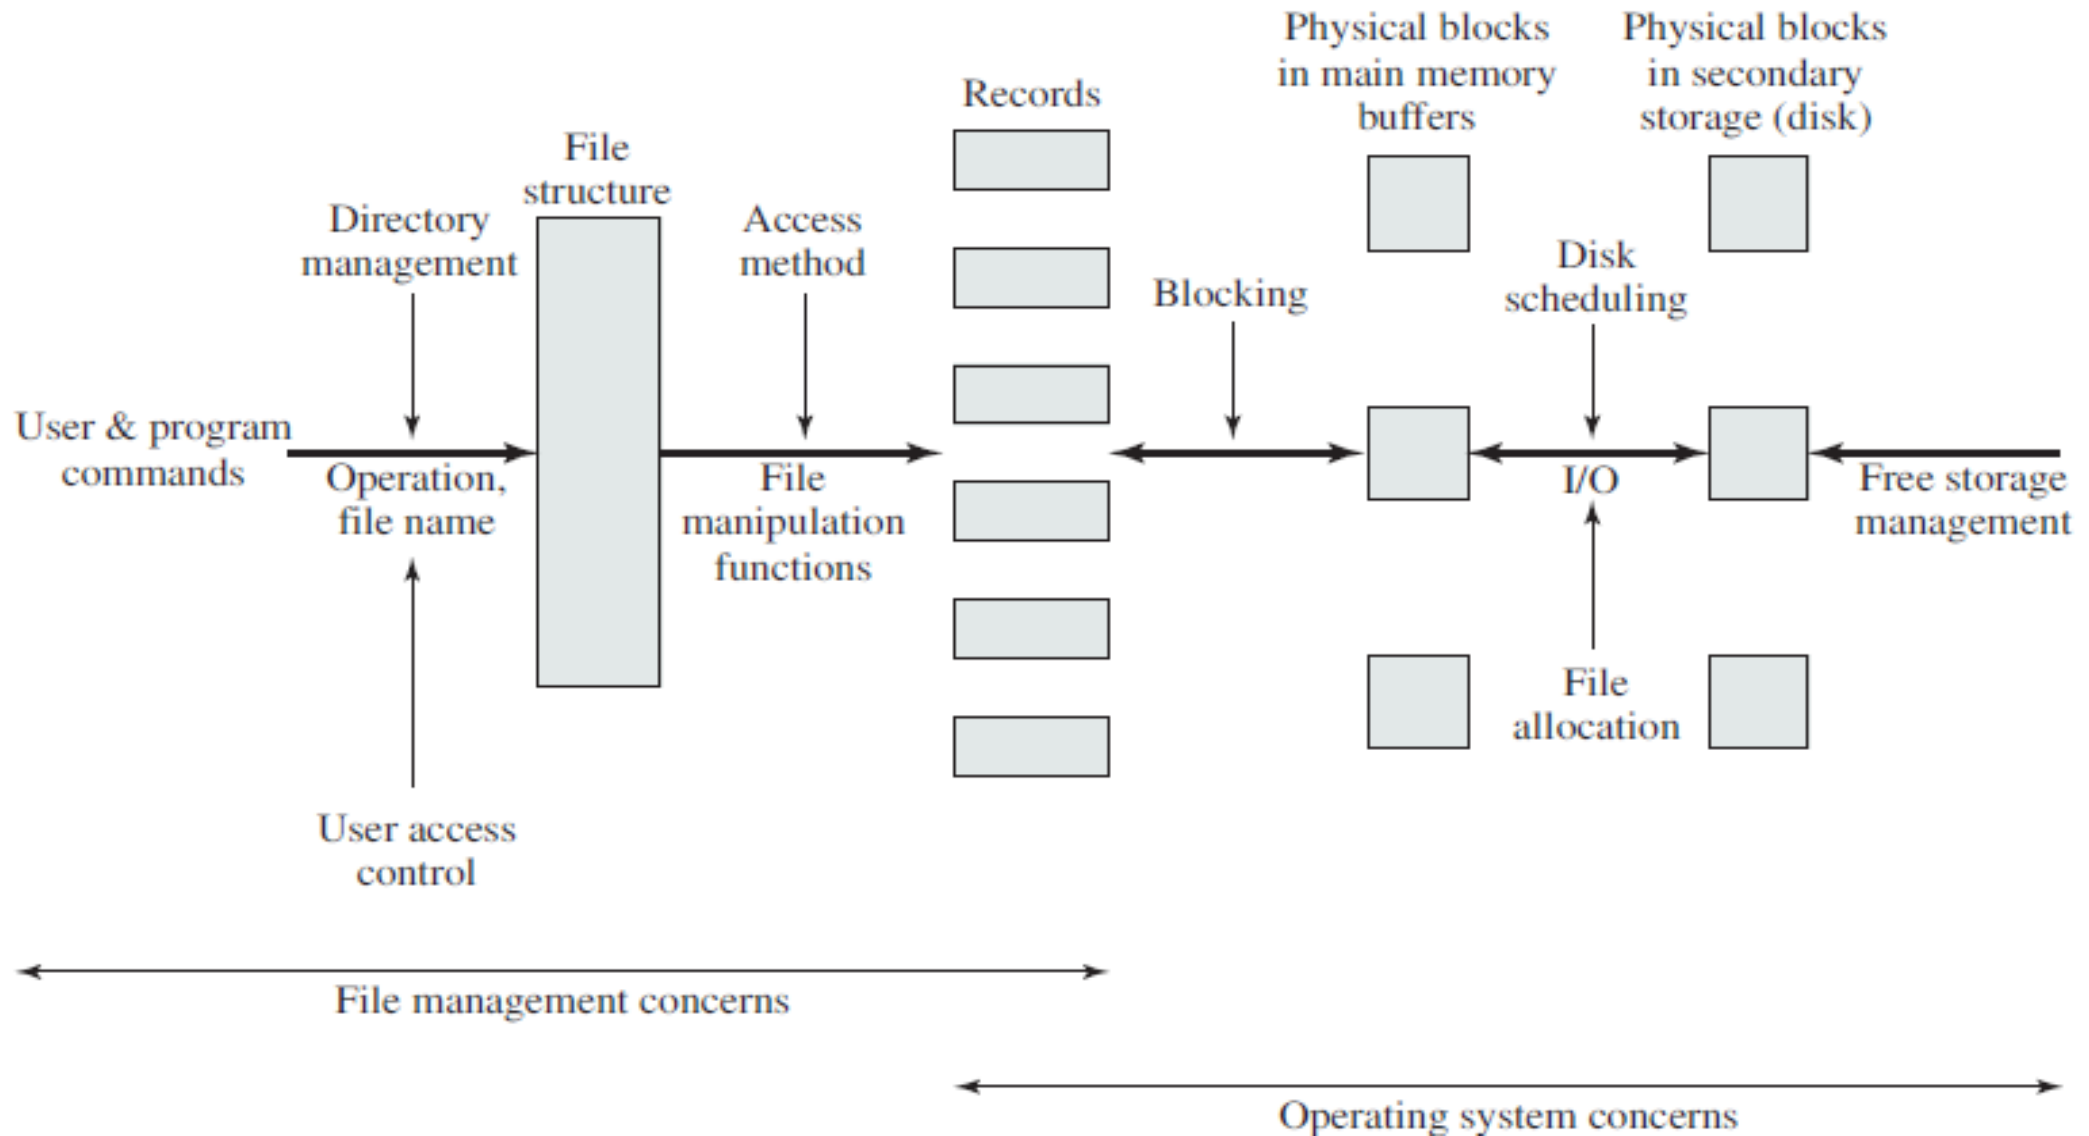 Physical blocks
in main memory
buffers
Physical blocks
in secondary
storage (disk)
Records
File
structure
Directory
management
Access
method
Blocking
Disk
scheduling
User & program
commands
Operation,
file name
File
manipulation
functions
I/O
Free storage
management
File
allocation
User access
control
File management concerns
Operating system concerns